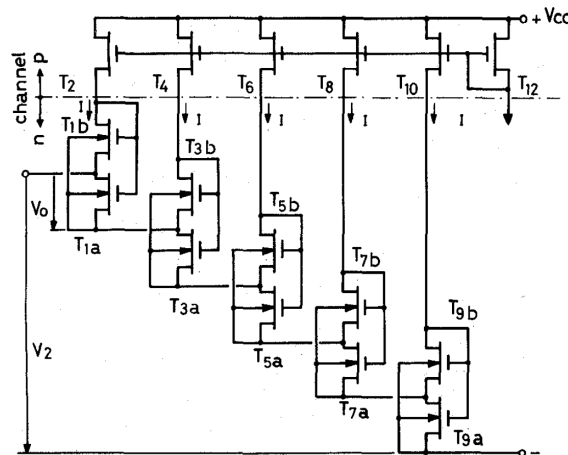 + Vcc
channel
p
n
T2
T4
T6
T8
T10
T12
I
I
I
I
I
T1b
T3b
T5b
T7b
T9b
Vo
T1a
T3a
T5a
T7a
T9a
V2
-